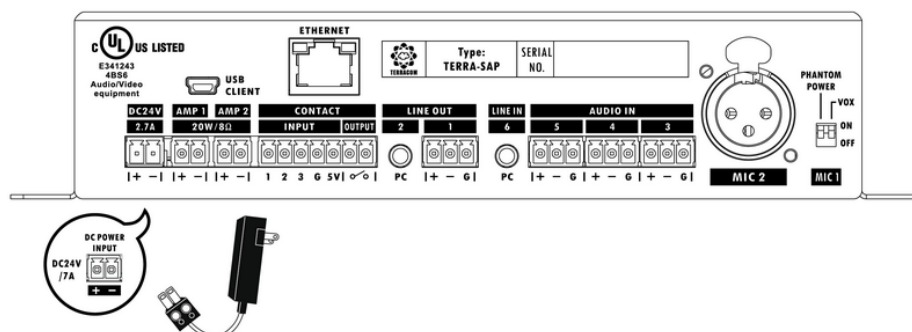 ETHERNET
C UL US LISTED
E341243
4BS6
Audio/Video
equipment
USB
CLIENT
TERRACOM
Type:
TERRA-SAP
SERIAL
NO.
PHANTOM
POWER
VOX
ON
OFF
DC24V AMP 1 AMP 2 CONTACT LINE OUT LINE IN AUDIO IN
2.7A 20W/8Ω INPUT OUTPUT 2 1 6 5 4 3
+ - + - + - 1 2 3 G 5V PC + - G PC + - G + - G + - G
MIC 2 MIC 1
DC POWER
INPUT
DC24V
/7A
+ -